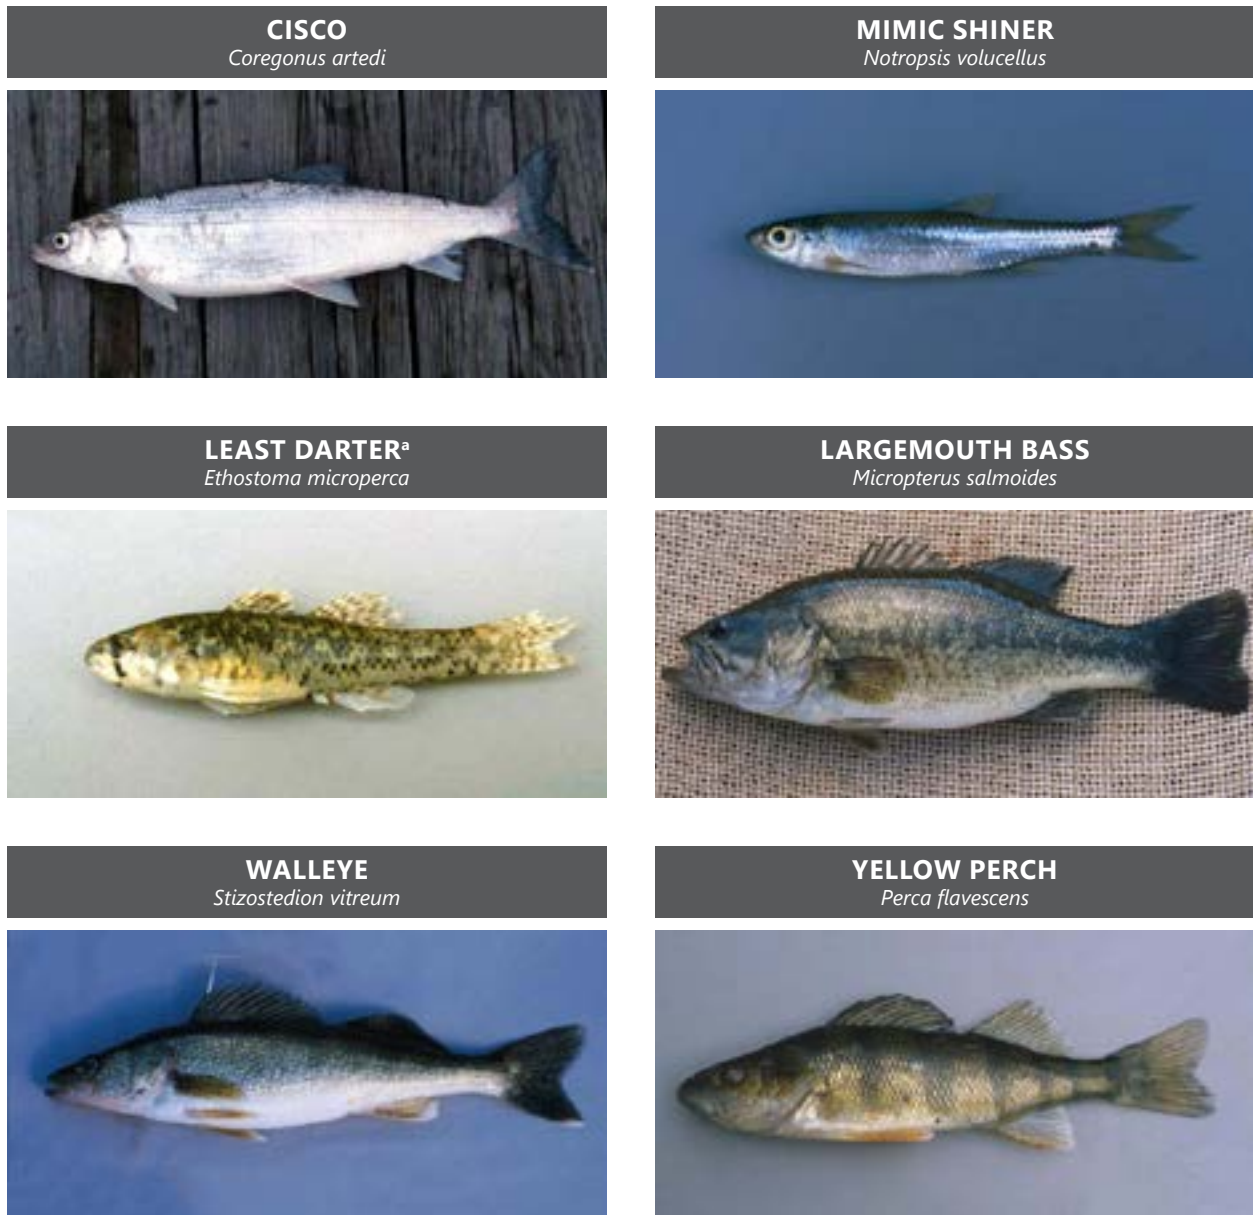 CISCO
Coregonus artedi
MIMIC SHINER
Notropsis volucellus
LEAST DARTERᵃ
Ethostoma microperca
LARGEMOUTH BASS
Micropterus salmoides
WALLEYE
Stizostedion vitreum
YELLOW PERCH
Perca flavescens